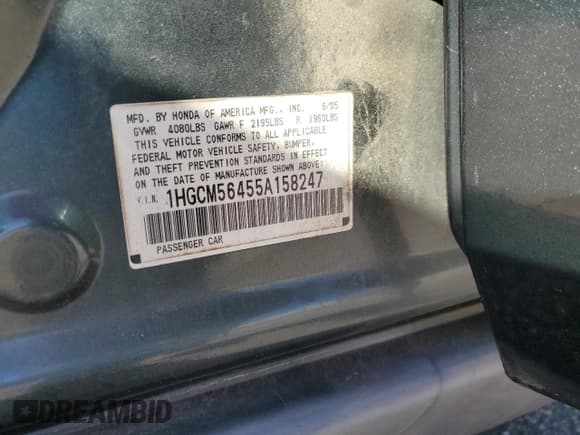 MFD. BY HONDA OF AMERICA MFG., INC. 6/05
GVWR 4080LBS GAWR F 2195LBS R 1960LBS
THIS VEHICLE CONFORMS TO ALL APPLICABLE
FEDERAL MOTOR VEHICLE SAFETY, BUMPER,
AND THEFT PREVENTION STANDARDS IN EFFECT
ON THE DATE OF MANUFACTURE SHOWN ABOVE.
V.I.N. 1HGCM56455A158247
PASSENGER CAR
DREAMBID